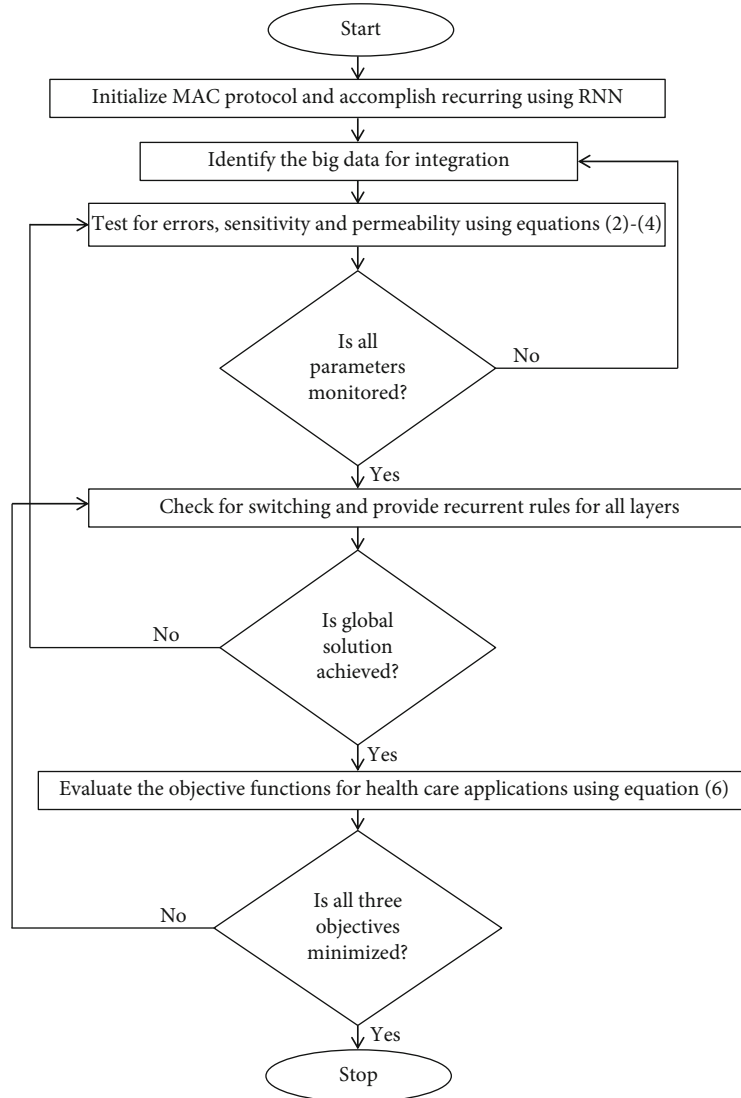 Start
Initialize MAC protocol and accomplish recurring using RNN
Identify the big data for integration
Test for errors, sensitivity and permeability using equations (2)-(4)
Is all
parameters
monitored?
No
Yes
Check for switching and provide recurrent rules for all layers
No
Is global
solution
achieved?
Yes
Evaluate the objective functions for health care applications using equation (6)
No
Is all three
objectives
minimized?
Yes
Stop